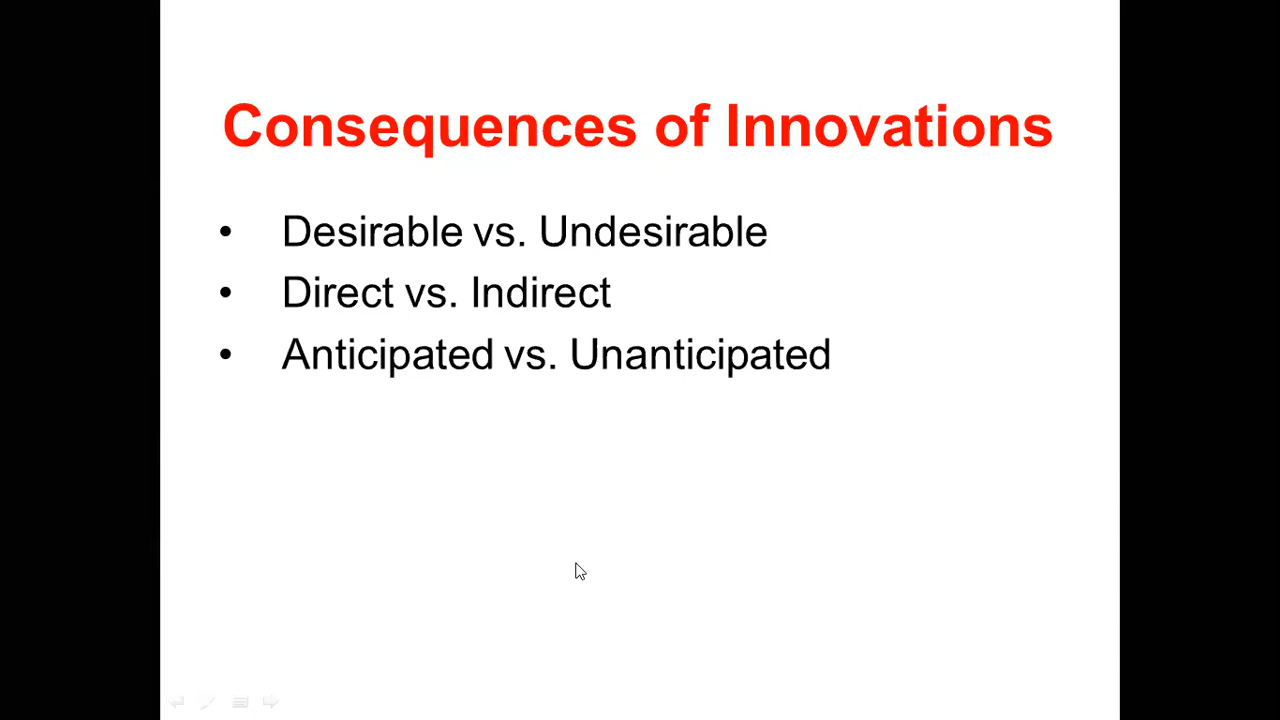 Consequences of Innovations
• Desirable vs. Undesirable
• Direct vs. Indirect
• Anticipated vs. Unanticipated